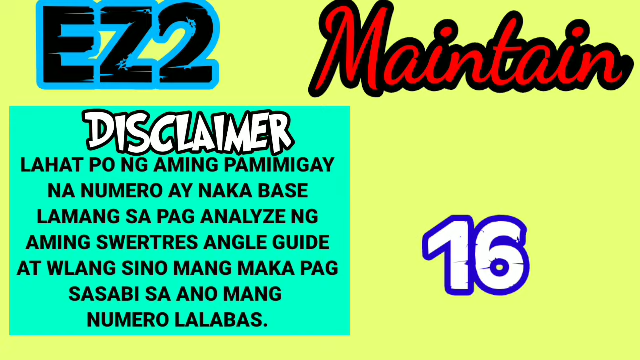 EZ2
Maintain
DISCLAIMER
LAHAT PO NG AMING PAMIMIGAY
NA NUMERO AY NAKA BASE
LAMANG SA PAG ANALYZE NG
AMING SWERTRES ANGLE GUIDE
AT WLANG SINO MANG MAKA PAG
SASABI SA ANO MANG
NUMERO LALABAS.
16